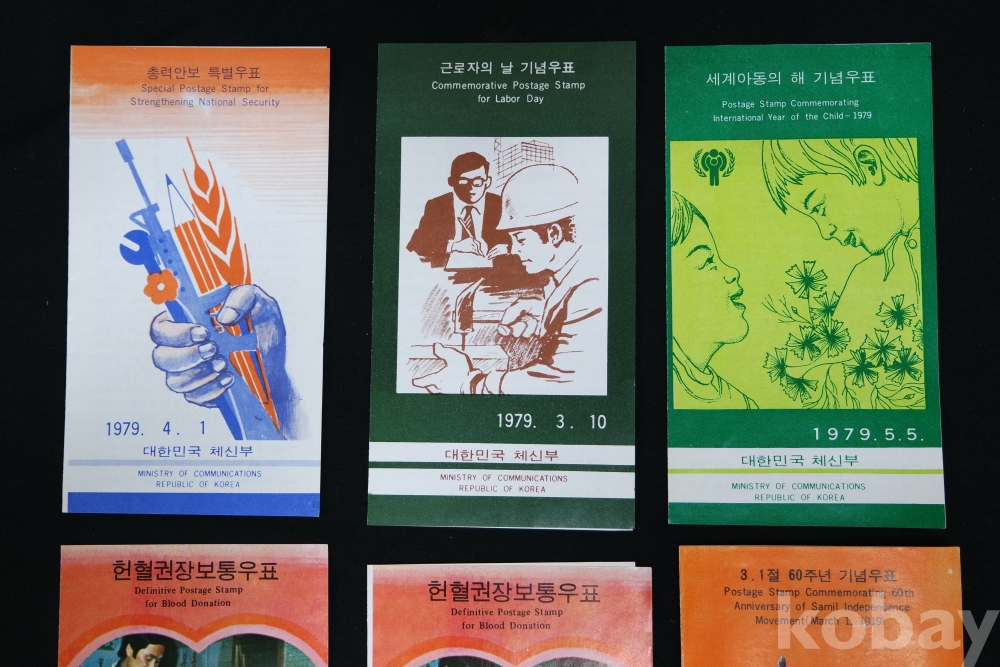 총력안보 특별우표
Special Postage Stamp for
Strengthening National Security
1979. 4. 1
대한민국 체신부
MINISTRY OF COMMUNICATIONS
REPUBLIC OF KOREA
근로자의 날 기념우표
Commemorative Postage Stamp
for Labor Day
1979. 3. 10
대한민국 체신부
MINISTRY OF COMMUNICATIONS
REPUBLIC OF KOREA
세계아동의 해 기념우표
Postage Stamp Commemorating
International Year of the Child-1979
1979.5.5.
대한민국 체신부
MINISTRY OF COMMUNICATIONS
REPUBLIC OF KOREA
헌혈권장보통우표
Definitive Postage Stamp
for Blood Donation
헌혈권장보통우표
Definitive Postage Stamp
for Blood Donation
3.1절 60주년 기념우표
Postage Stamp Commemorating 60th
Anniversary of Samil Independence
Movement(March 1, 1919)
kobay